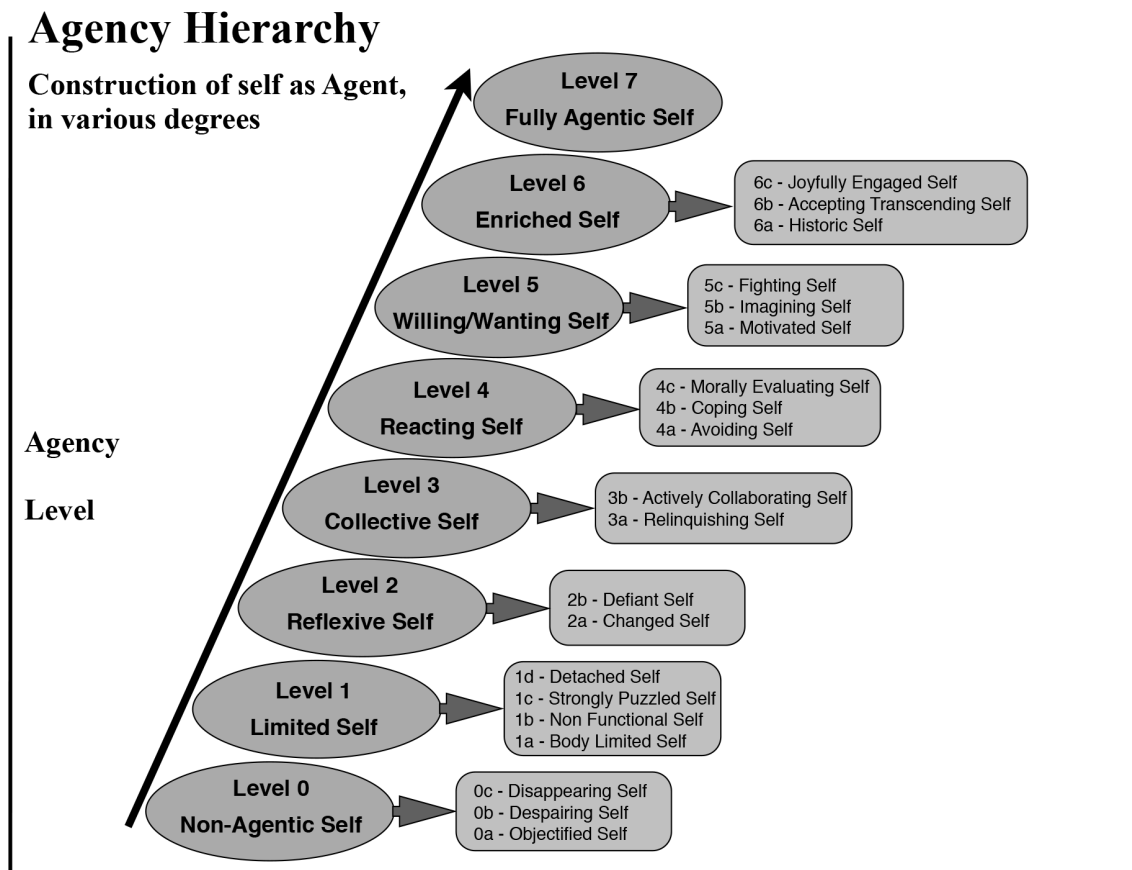 Agency Hierarchy
Construction of self as Agent,
in various degrees
Level 7
Fully Agentic Self
Level 6
Enriched Self
6c - Joyfully Engaged Self
6b - Accepting Transcending Self
6a - Historic Self
Level 5
Willing/Wanting Self
5c - Fighting Self
5b - Imagining Self
5a - Motivated Self
Level 4
Reacting Self
4c - Morally Evaluating Self
4b - Coping Self
4a - Avoiding Self
Agency
Level
Level 3
Collective Self
3b - Actively Collaborating Self
3a - Relinquishing Self
Level 2
Reflexive Self
2b - Defiant Self
2a - Changed Self
Level 1
Limited Self
1d - Detached Self
1c - Strongly Puzzled Self
1b - Non Functional Self
1a - Body Limited Self
Level 0
Non-Agentic Self
0c - Disappearing Self
0b - Despairing Self
0a - Objectified Self